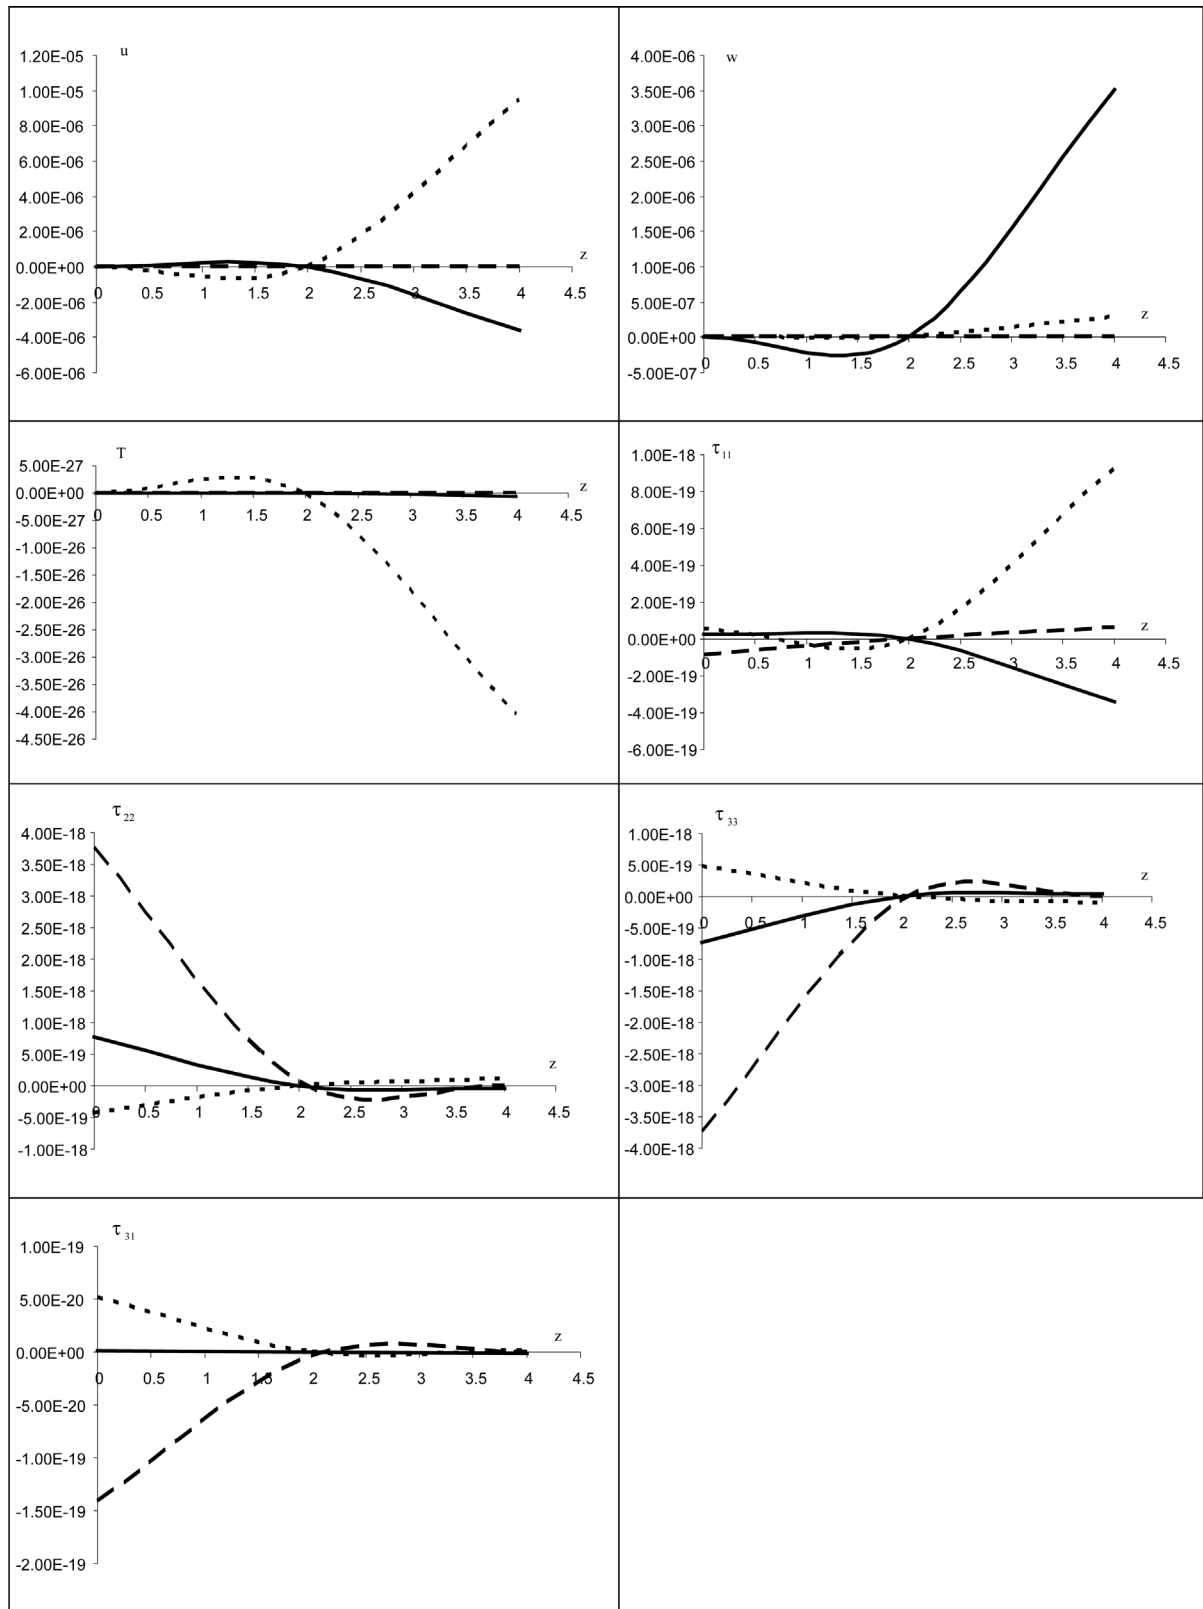 u
1.20E-05
1.00E-05
8.00E-06
6.00E-06
4.00E-06
2.00E-06
0.00E+00
-2.00E-06
-4.00E-06
-6.00E-06
z
0 0.5 1 1.5 2 2.5 3 3.5 4 4.5
w
4.00E-06
3.50E-06
3.00E-06
2.50E-06
2.00E-06
1.50E-06
1.00E-06
5.00E-07
0.00E+00
-5.00E-07
z
0 0.5 1 1.5 2 2.5 3 3.5 4 4.5
T
5.00E-27
0.00E+00
-5.00E-27
-1.00E-26
-1.50E-26
-2.00E-26
-2.50E-26
-3.00E-26
-3.50E-26
-4.00E-26
-4.50E-26
z
0 0.5 1 1.5 2 2.5 3 3.5 4 4.5
τ11
1.00E-18
8.00E-19
6.00E-19
4.00E-19
2.00E-19
0.00E+00
-2.00E-19
-4.00E-19
-6.00E-19
z
0 0.5 1 1.5 2 2.5 3 3.5 4 4.5
τ22
4.00E-18
3.50E-18
3.00E-18
2.50E-18
2.00E-18
1.50E-18
1.00E-18
5.00E-19
0.00E+00
-5.00E-19
-1.00E-18
z
0 0.5 1 1.5 2 2.5 3 3.5 4 4.5
τ33
1.00E-18
5.00E-19
0.00E+00
-5.00E-19
-1.00E-18
-1.50E-18
-2.00E-18
-2.50E-18
-3.00E-18
-3.50E-18
-4.00E-18
z
0 0.5 1 1.5 2 2.5 3 3.5 4 4.5
τ31
1.00E-19
5.00E-20
0.00E+00
-5.00E-20
-1.00E-19
-1.50E-19
-2.00E-19
z
0 0.5 1 1.5 2 2.5 3 3.5 4 4.5